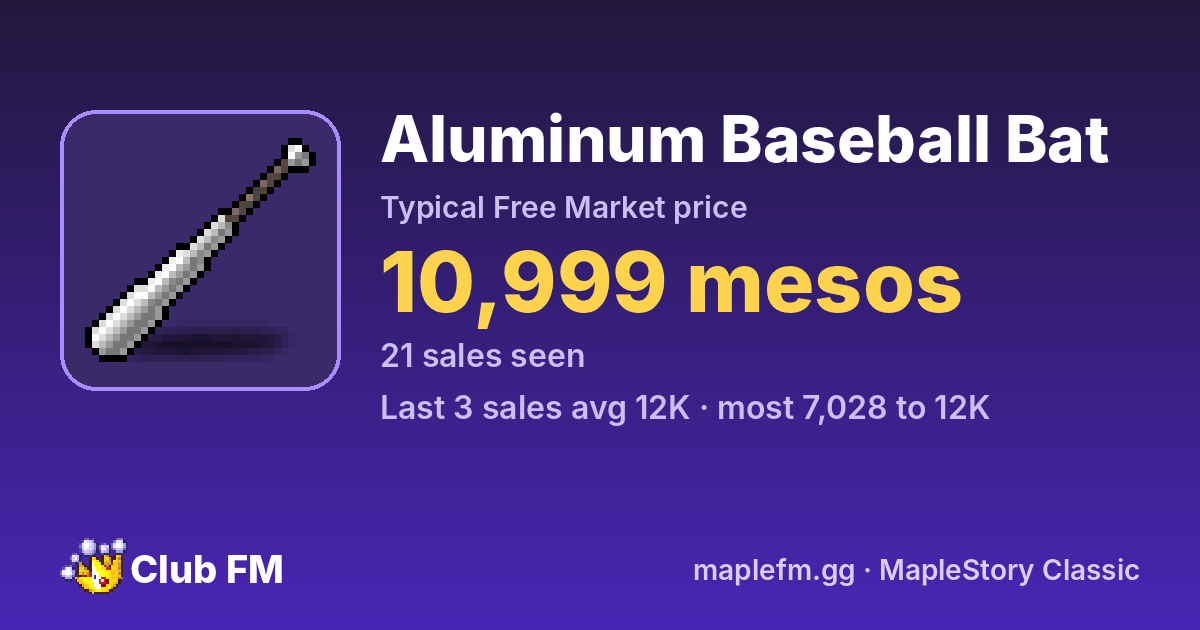 Aluminum Baseball Bat
Typical Free Market price
10,999 mesos
21 sales seen
Last 3 sales avg 12K · most 7,028 to 12K
Club FM
maplefm.gg · MapleStory Classic